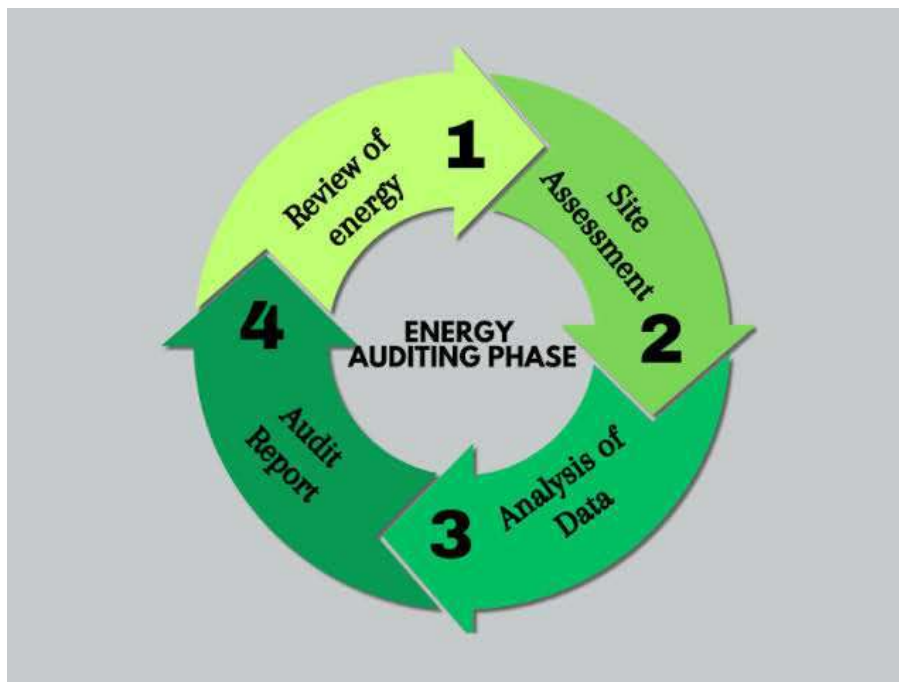 1
Review of
energy
Site
Assessment
2
ENERGY
AUDITING PHASE
3
Analysis of
Data
4
Audit
Report